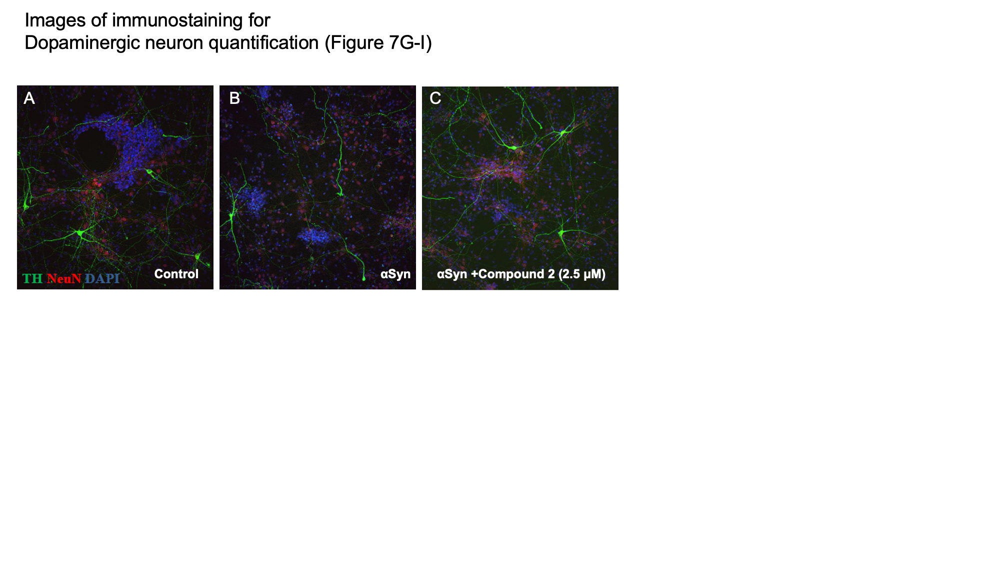 Images of immunostaining for
Dopaminergic neuron quantification (Figure 7G-I)
A
B
C
TH NeuN DAPI
Control
αSyn
αSyn +Compound 2 (2.5 µM)